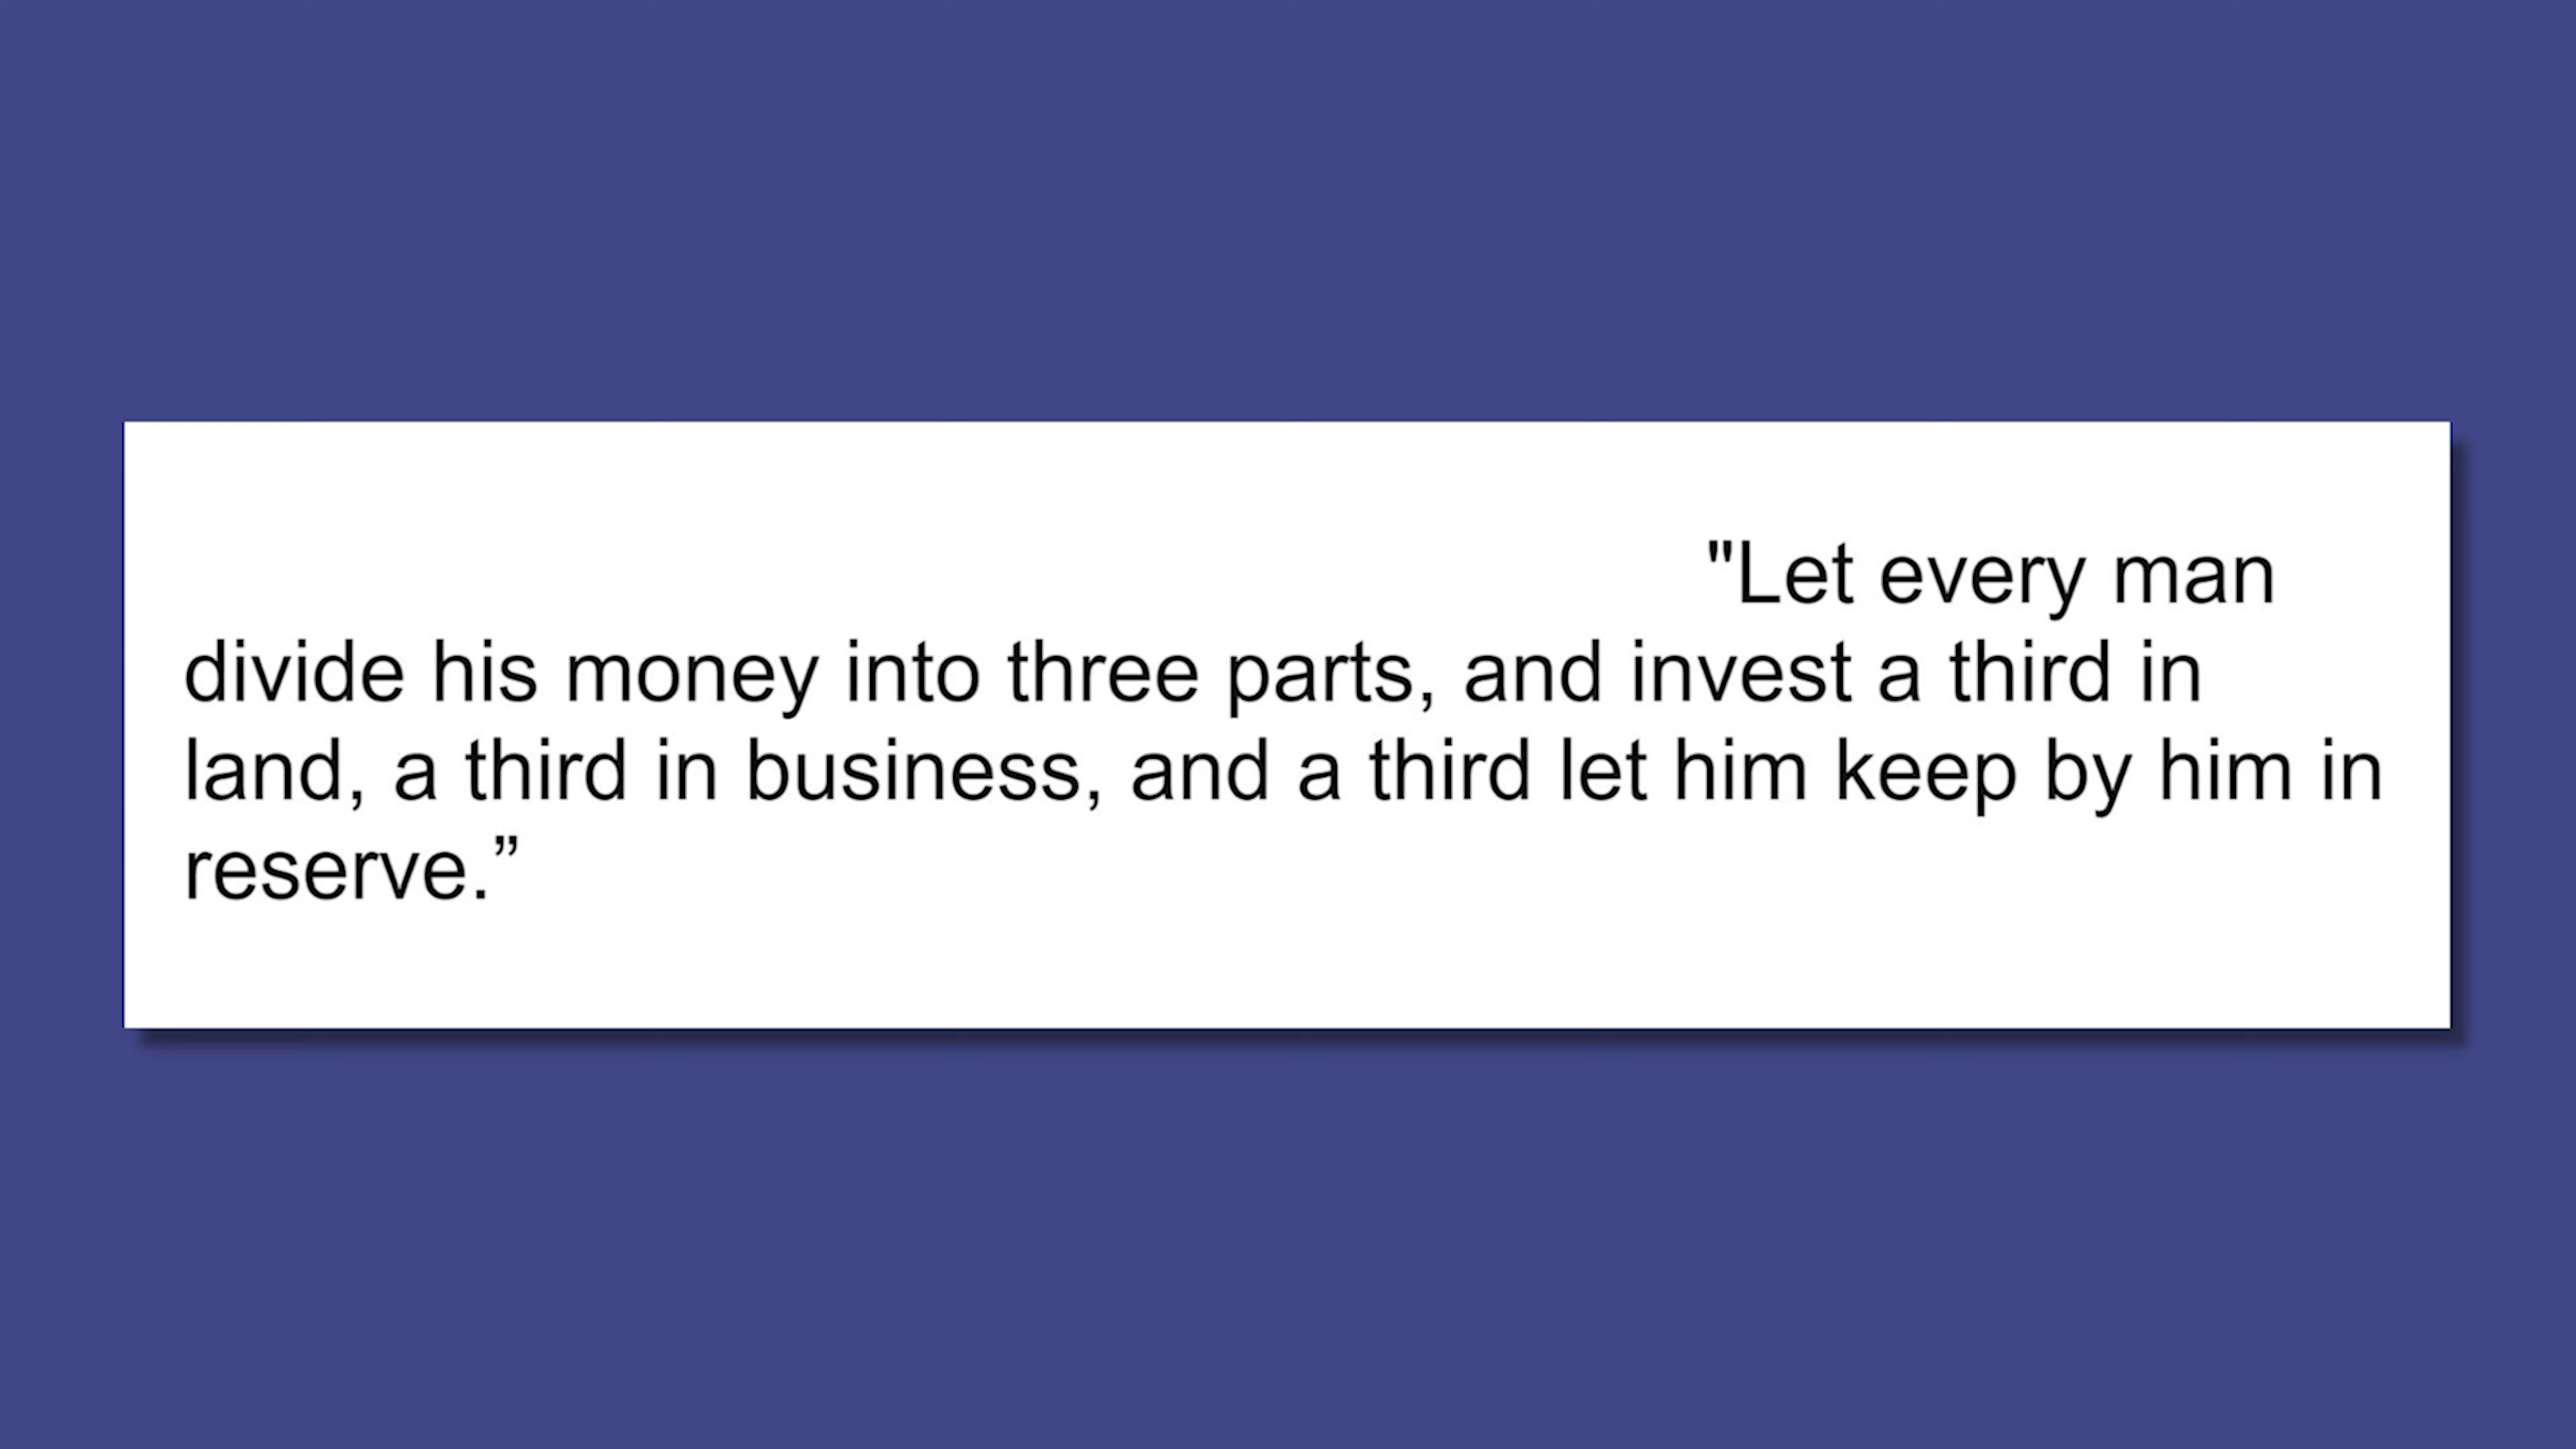 "Let every man
divide his money into three parts, and invest a third in
land, a third in business, and a third let him keep by him in
reserve.”